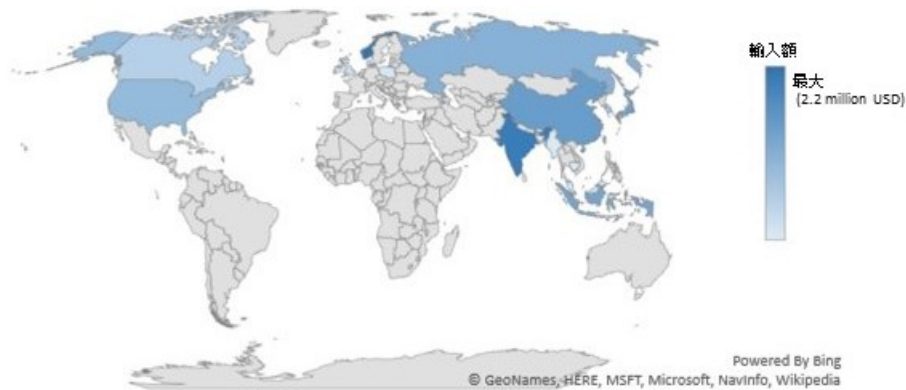 輸入額
最大
(2.2 million USD)
Powered By Bing
© GeoNames, HERE, MSFT, Microsoft, NavInfo, Wikipedia